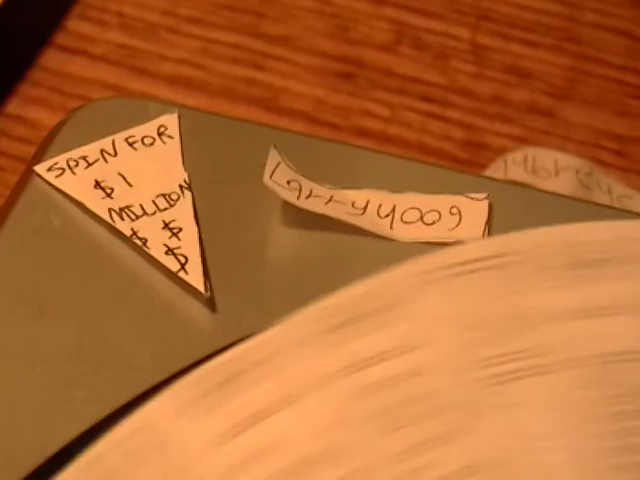 SPIN FOR
$1
MILLION
$ $
$
Larry4009